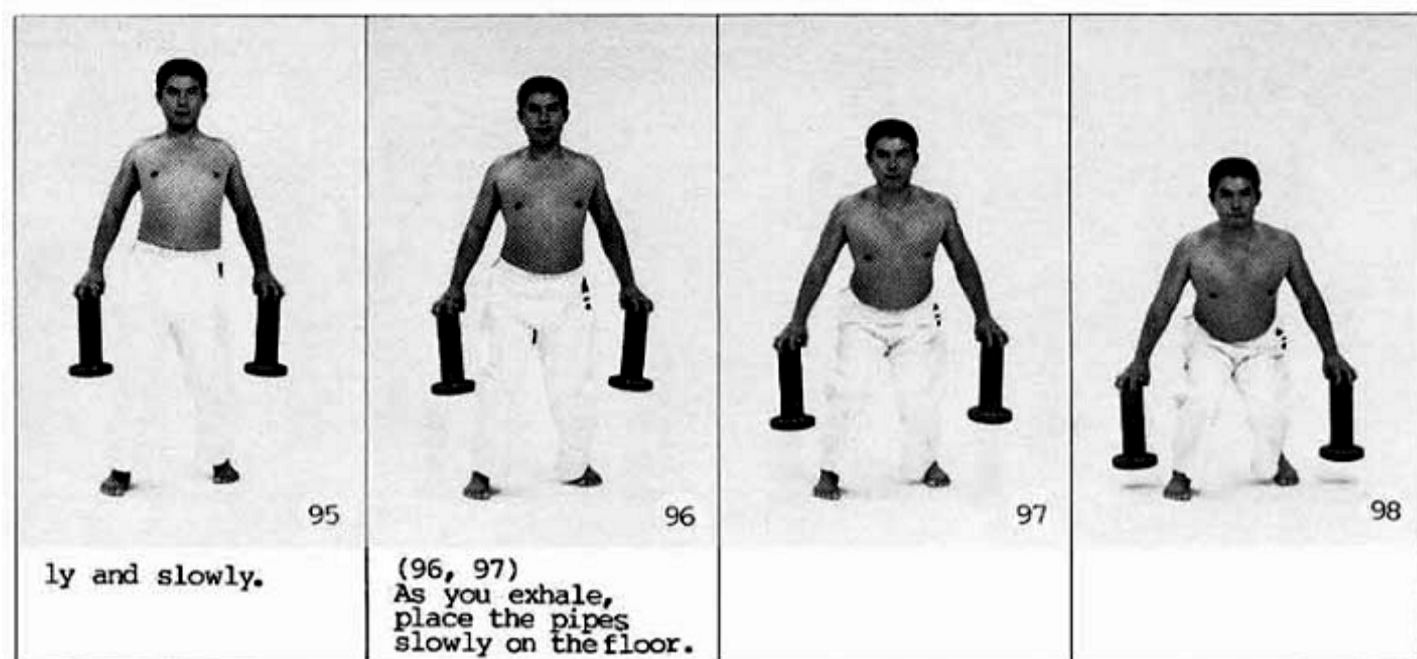 95
96
97
98
ly and slowly.
(96, 97)
As you exhale,
place the pipes
slowly on the floor.